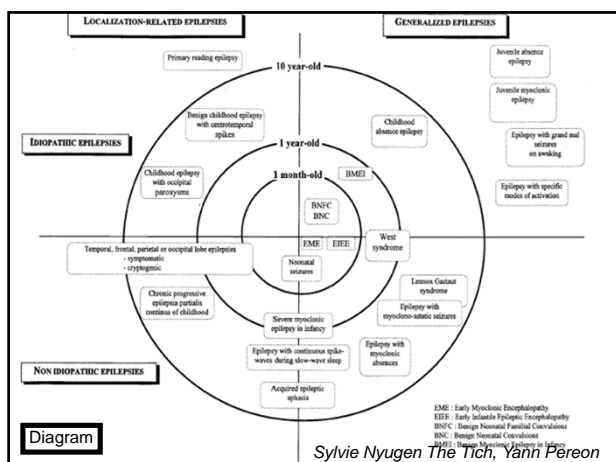 LOCALIZATION-RELATED EPILEPSIES
GENERALIZED EPILEPSIES
Primary reading epilepsy
10 year-old
Juvenile absence
epilepsy
Juvenile myoclonic
epilepsy
Benign childhood epilepsy
with centrotemporal
spikes
Childhood
absence epilepsy
IDIOPATHIC EPILEPSIES
1 year-old
Epilepsy with grand mal
seizures
on awaking
Childhood epilepsy
with occipital
paroxysms
1 month-old
BMEI
Epilepsy with specific
modes of activation
BNFC
BNC
EME
EIEE
West
syndrome
Temporal, frontal, parietal or occipital lobe epilepsies
- symptomatic
- cryptogenic
Neonatal
seizures
Chronic progressive
epilepsia partialis
continua of childhood
Lennox Gastaut
syndrome
Epilepsy with
myoclono-astatic seizures
Severe myoclonic
epilepsy in infancy
Epilepsy with
myoclonic
absences
Epilepsy with continuous spike-
waves during slow-wave sleep
NON IDIOPATHIC EPILEPSIES
Acquired epileptic
aphasia
EME : Early Myoclonic Encephalopathy
EIEE : Early Infantile Epileptic Encephalopathy
BNFC : Benign Neonatal Familial Convulsions
BNC : Benign Neonatal Convulsions
BMEI : Benign Myoclonic Epilepsy in Infancy
Diagram
Sylvie Nyugen The Tich, Yann Pereon